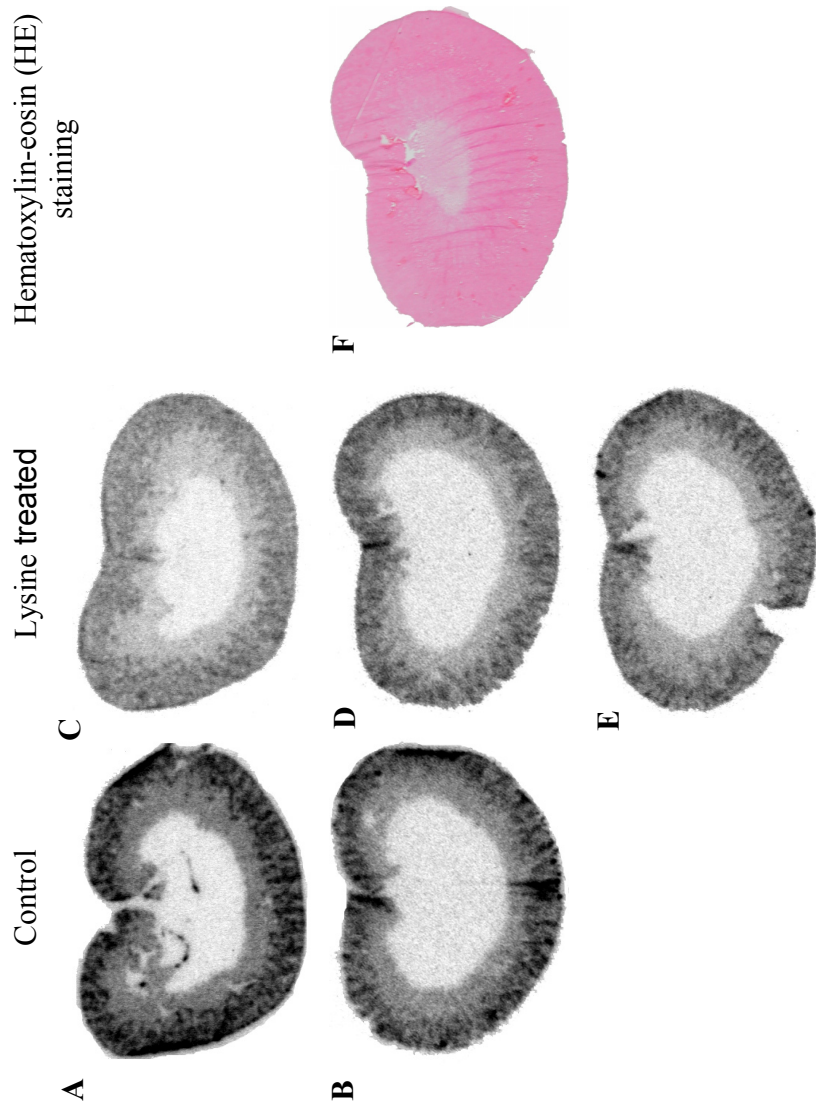 Control
Lysine treated
Hematoxylin-eosin (HE)
staining
A
B
C
D
E
F